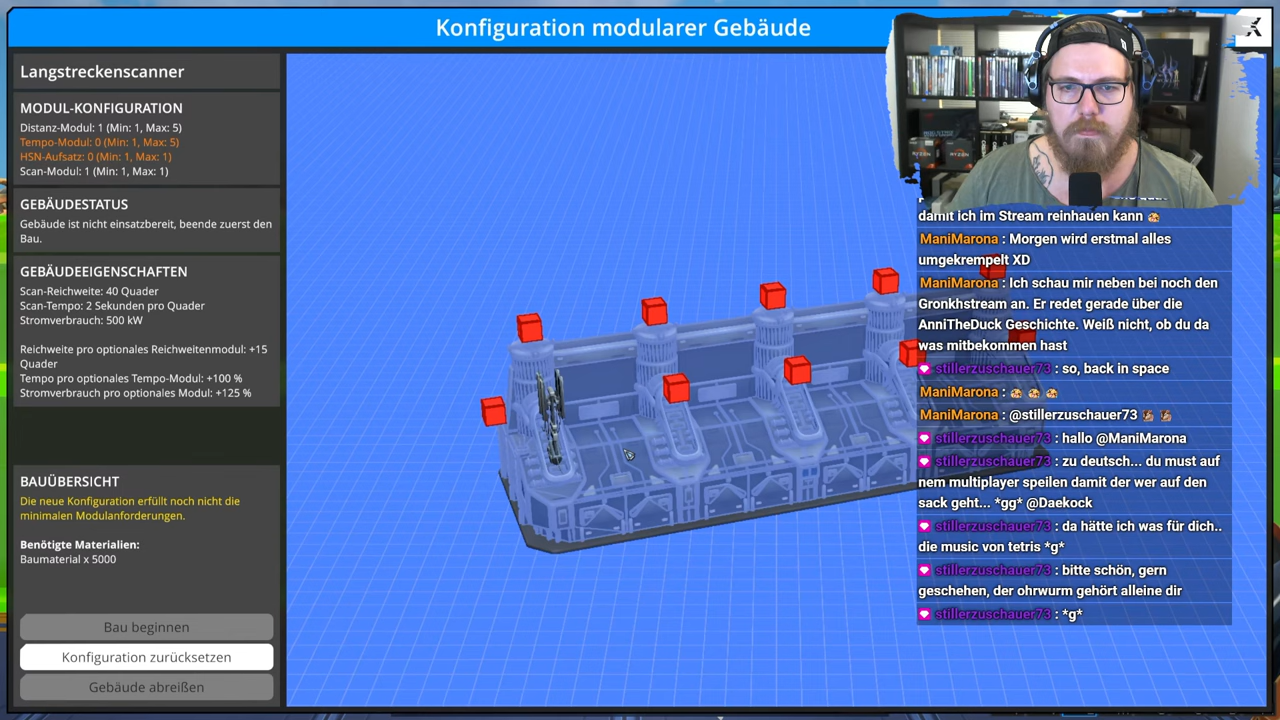 Konfiguration modularer Gebäude
Langstreckenscanner
MODUL-KONFIGURATION
Distanz-Modul: 1 (Min: 1, Max: 5)
Tempo-Modul: 0 (Min: 1, Max: 5)
HSN-Aufsatz: 0 (Min: 1, Max: 1)
Scan-Modul: 1 (Min: 1, Max: 1)
GEBÄUDESTATUS
Gebäude ist nicht einsatzbereit, beende zuerst den
Bau.
GEBÄUDEEIGENSCHAFTEN
Scan-Reichweite: 40 Quader
Scan-Tempo: 2 Sekunden pro Quader
Stromverbrauch: 500 kW
Reichweite pro optionales Reichweitenmodul: +15
Quader
Tempo pro optionales Tempo-Modul: +100 %
Stromverbrauch pro optionales Modul: +125 %
BAUÜBERSICHT
Die neue Konfiguration erfüllt noch nicht die
minimalen Modulanforderungen.
Benötigte Materialien:
Baumaterial x 5000
Bau beginnen
Konfiguration zurücksetzen
Gebäude abreißen
damit ich im Stream reinhauen kann
ManiMarona : Morgen wird erstmal alles
umgekrempelt XD
ManiMarona : Ich schau mir neben bei noch den
Gronkhstream an. Er redet gerade über die
AnniTheDuck Geschichte. Weiß nicht, ob du da
was mitbekommen hast
stillerzuschauer73 : so, back in space
ManiMarona :
ManiMarona : @stillerzuschauer73
stillerzuschauer73 : hallo @ManiMarona
stillerzuschauer73 : zu deutsch... du must auf
nem multiplayer speilen damit der wer auf den
sack geht... *gg* @Daekock
stillerzuschauer73 : da hätte ich was für dich..
die music von tetris *g*
stillerzuschauer73 : bitte schön, gern
geschehen, der ohrwurm gehört alleine dir
stillerzuschauer73 : *g*